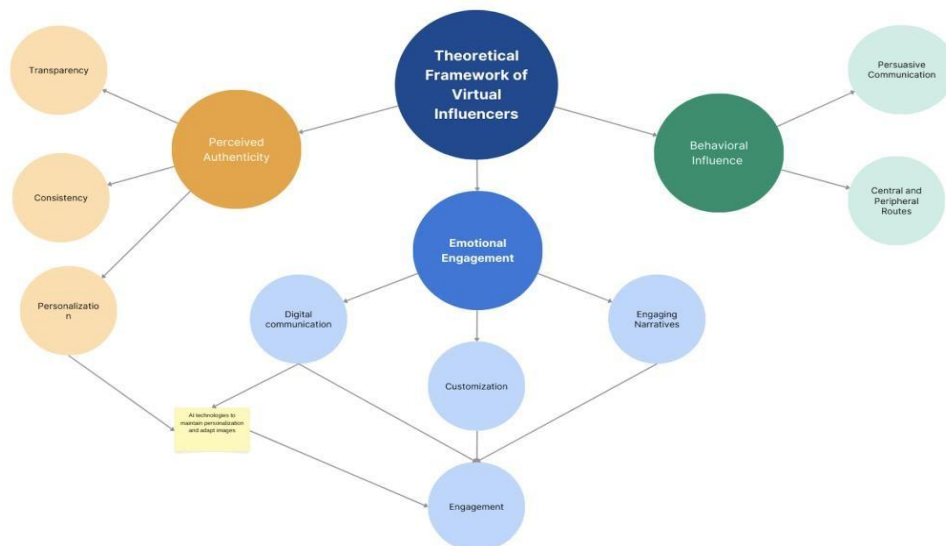 Theoretical
Framework of
Virtual
Influencers
Transparency
Persuasive
Communication
Perceived
Authenticity
Behavioral
Influence
Consistency
Central and
Peripheral
Routes
Emotional
Engagement
Personalizatio
n
Digital
communication
Engaging
Narratives
Customization
AI technologies to
maintain personalization
and adapt images
Engagement